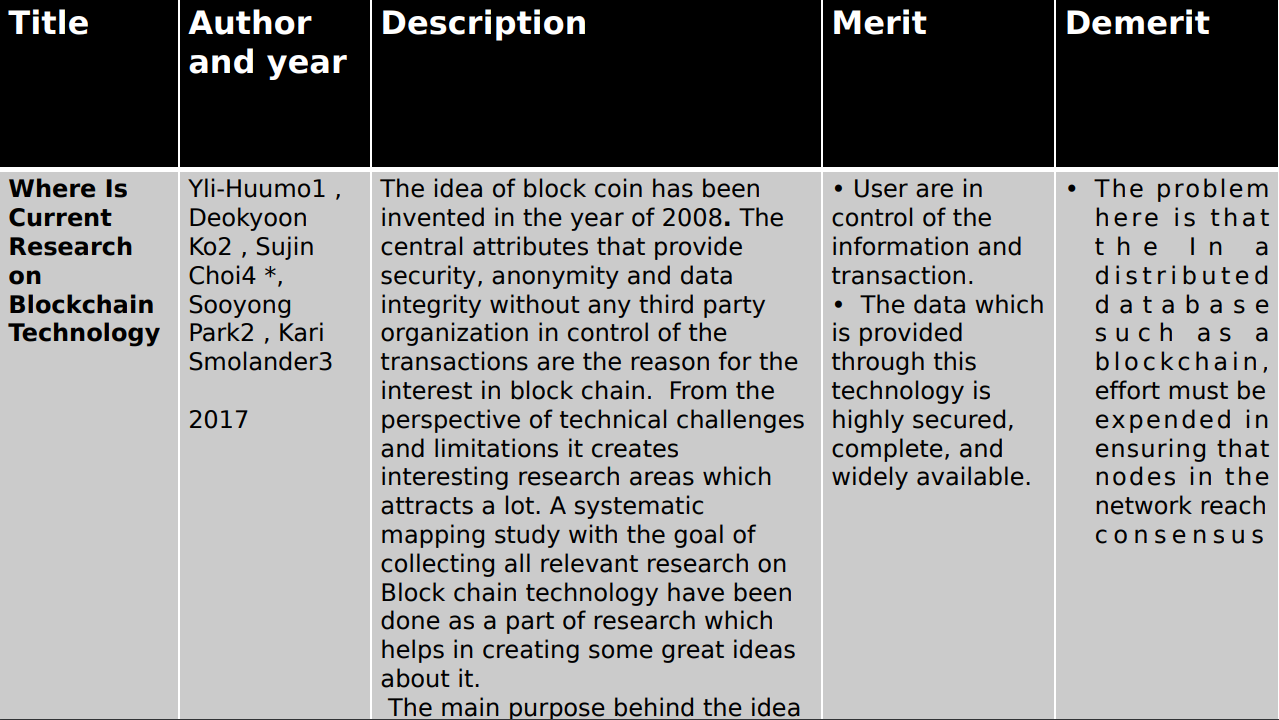 Title
Author
and year
Description
Merit
Demerit
Where Is
Current
Research
on
Blockchain
Technology
Yli-Huumo1 ,
Deokyoon
Ko2 , Sujin
Choi4 *,
Sooyong
Park2 , Kari
Smolander3
2017
The idea of block coin has been
invented in the year of 2008. The
central attributes that provide
security, anonymity and data
integrity without any third party
organization in control of the
transactions are the reason for the
interest in block chain.  From the
perspective of technical challenges
and limitations it creates
interesting research areas which
attracts a lot. A systematic
mapping study with the goal of
collecting all relevant research on
Block chain technology have been
done as a part of research which
helps in creating some great ideas
about it.
The main purpose behind the idea
• User are in
control of the
information and
transaction.
•  The data which
is provided
through this
technology is
highly secured,
complete, and
widely available.
• The problem
here is that
the In a
distributed
database
such as a
blockchain,
effort must be
expended in
ensuring that
nodes in the
network reach
consensus